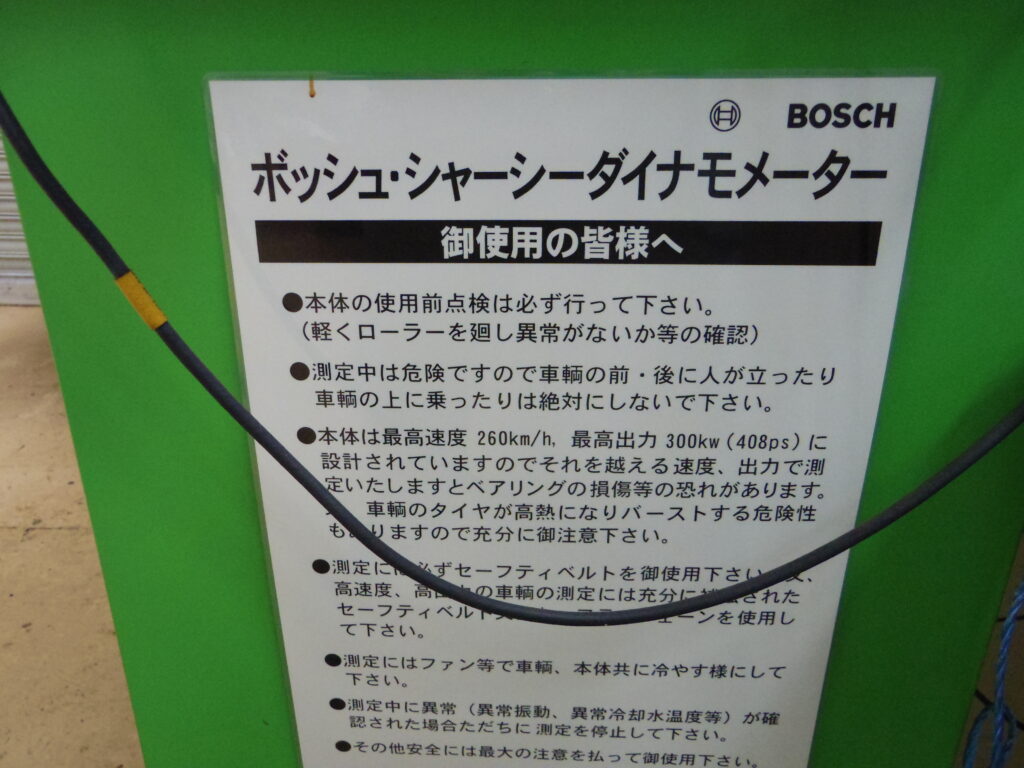 BOSCH
ボッシュ・シャーシーダイナモメーター
御使用の皆様へ
●本体の使用前点検は必ず行って下さい。
（軽くローラーを廻し異常がないか等の確認）
●測定中は危険ですので車輌の前・後に人が立ったり
車輌の上に乗ったりは絶対にしないで下さい。
●本体は最高速度 260km/h, 最高出力 300kw (408ps) に
設計されていますのでそれを越える速度、出力で測
定いたしますとベアリングの損傷等の恐れがあります。
車輌のタイヤが高熱になりバーストする危険性
もありますので充分に御注意下さい。
●測定には必ずセーフティベルトを御使用下さい
高速度、高出力の車輌の測定には充分に された
セーフティベルト ェーンを使用し
て下さい。
●測定にはファン等で車輌、本体共に冷やす様にして
下さい。
●測定中に異常（異常振動、異常冷却水温度等）が確
認された場合ただちに 測定を停止して下さい。
●その他安全には最大の注意を払って御使用下さい。